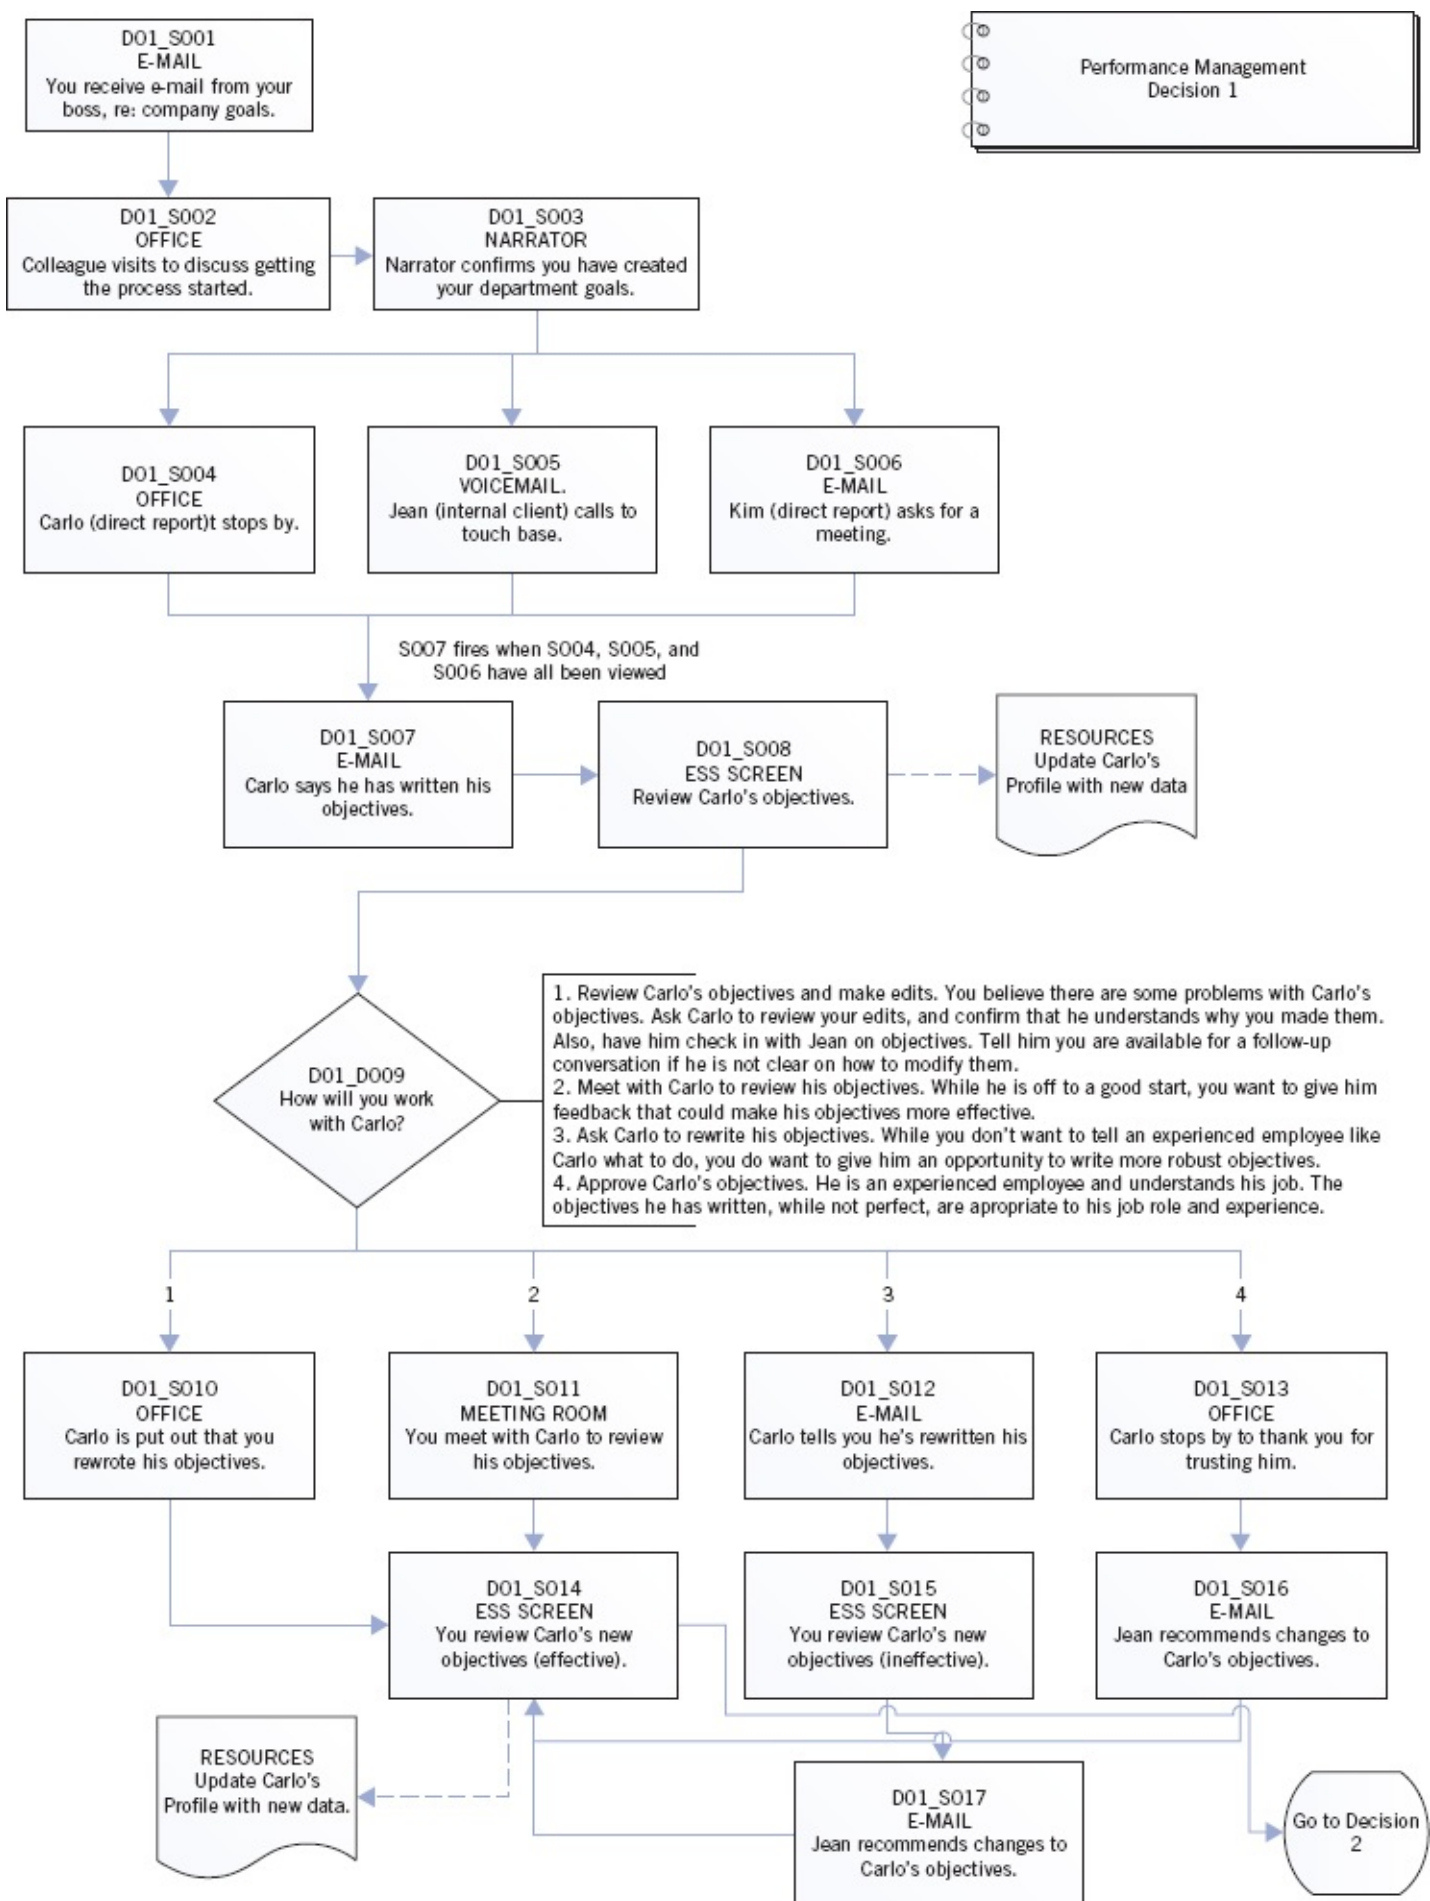 D01_S001
E-MAIL
You receive e-mail from your
boss, re: company goals.
Performance Management
Decision 1
D01_S002
OFFICE
Colleague visits to discuss getting
the process started.
D01_S003
NARRATOR
Narrator confirms you have created
your department goals.
D01_S004
OFFICE
Carlo (direct report)t stops by.
D01_S005
VOICEMAIL.
Jean (internal client) calls to
touch base.
D01_S006
E-MAIL
Kim (direct report) asks for a
meeting.
S007 fires when S004, S005, and
S006 have all been viewed
D01_S007
E-MAIL
Carlo says he has written his
objectives.
D01_S008
ESS SCREEN
Review Carlo's objectives.
RESOURCES
Update Carlo's
Profile with new data
D01_D009
How will you work
with Carlo?
1. Review Carlo's objectives and make edits. You believe there are some problems with Carlo's
objectives. Ask Carlo to review your edits, and confirm that he understands why you made them.
Also, have him check in with Jean on objectives. Tell him you are available for a follow-up
conversation if he is not clear on how to modify them.
2. Meet with Carlo to review his objectives. While he is off to a good start, you want to give him
feedback that could make his objectives more effective.
3. Ask Carlo to rewrite his objectives. While you don't want to tell an experienced employee like
Carlo what to do, you do want to give him an opportunity to write more robust objectives.
4. Approve Carlo's objectives. He is an experienced employee and understands his job. The
objectives he has written, while not perfect, are apropriate to his job role and experience.
1
2
3
4
D01_S010
OFFICE
Carlo is put out that you
rewrote his objectives.
D01_S011
MEETING ROOM
You meet with Carlo to review
his objectives.
D01_S012
E-MAIL
Carlo tells you he's rewritten his
objectives.
D01_S013
OFFICE
Carlo stops by to thank you for
trusting him.
D01_S014
ESS SCREEN
You review Carlo's new
objectives (effective).
D01_S015
ESS SCREEN
You review Carlo's new
objectives (ineffective).
D01_S016
E-MAIL
Jean recommends changes to
Carlo's objectives.
RESOURCES
Update Carlo's
Profile with new data.
D01_S017
E-MAIL
Jean recommends changes to
Carlo's objectives.
Go to Decision
2